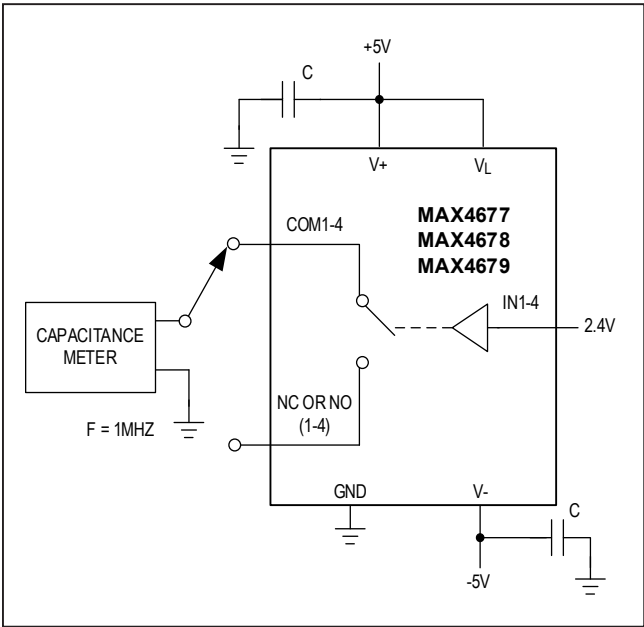 +5V
C
V+
VL
MAX4677
MAX4678
MAX4679
COM1-4
IN1-4
2.4V
CAPACITANCE
METER
NC OR NO
(1-4)
F = 1MHZ
GND
V-
C
-5V